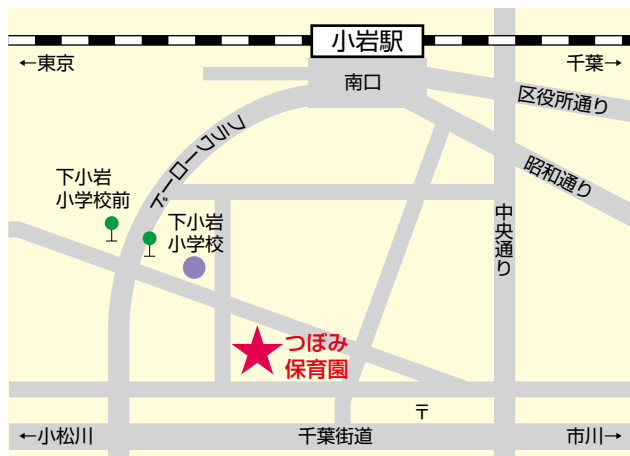 小岩駅
←東京
千葉→
南口
区役所通り
フラワーロード
昭和通り
下小岩
小学校前
下小岩
小学校
中央通り
つぼみ
保育園
〒
←小松川
千葉街道
市川→